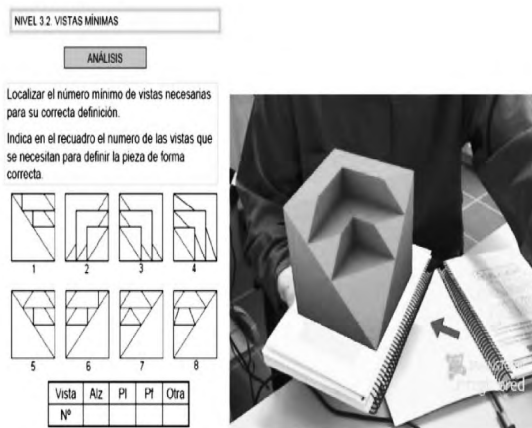 NIVEL 3.2. VISTAS MÍNIMAS
ANÁLISIS
Localizar el número mínimo de vistas necesarias
para su correcta definición.
Indica en el recuadro el numero de las vistas que
se necesitan para definir la pieza de forma
correcta.
1 2 3 4
5 6 7 8
Vista Alz Pl Pf Otra
Nº